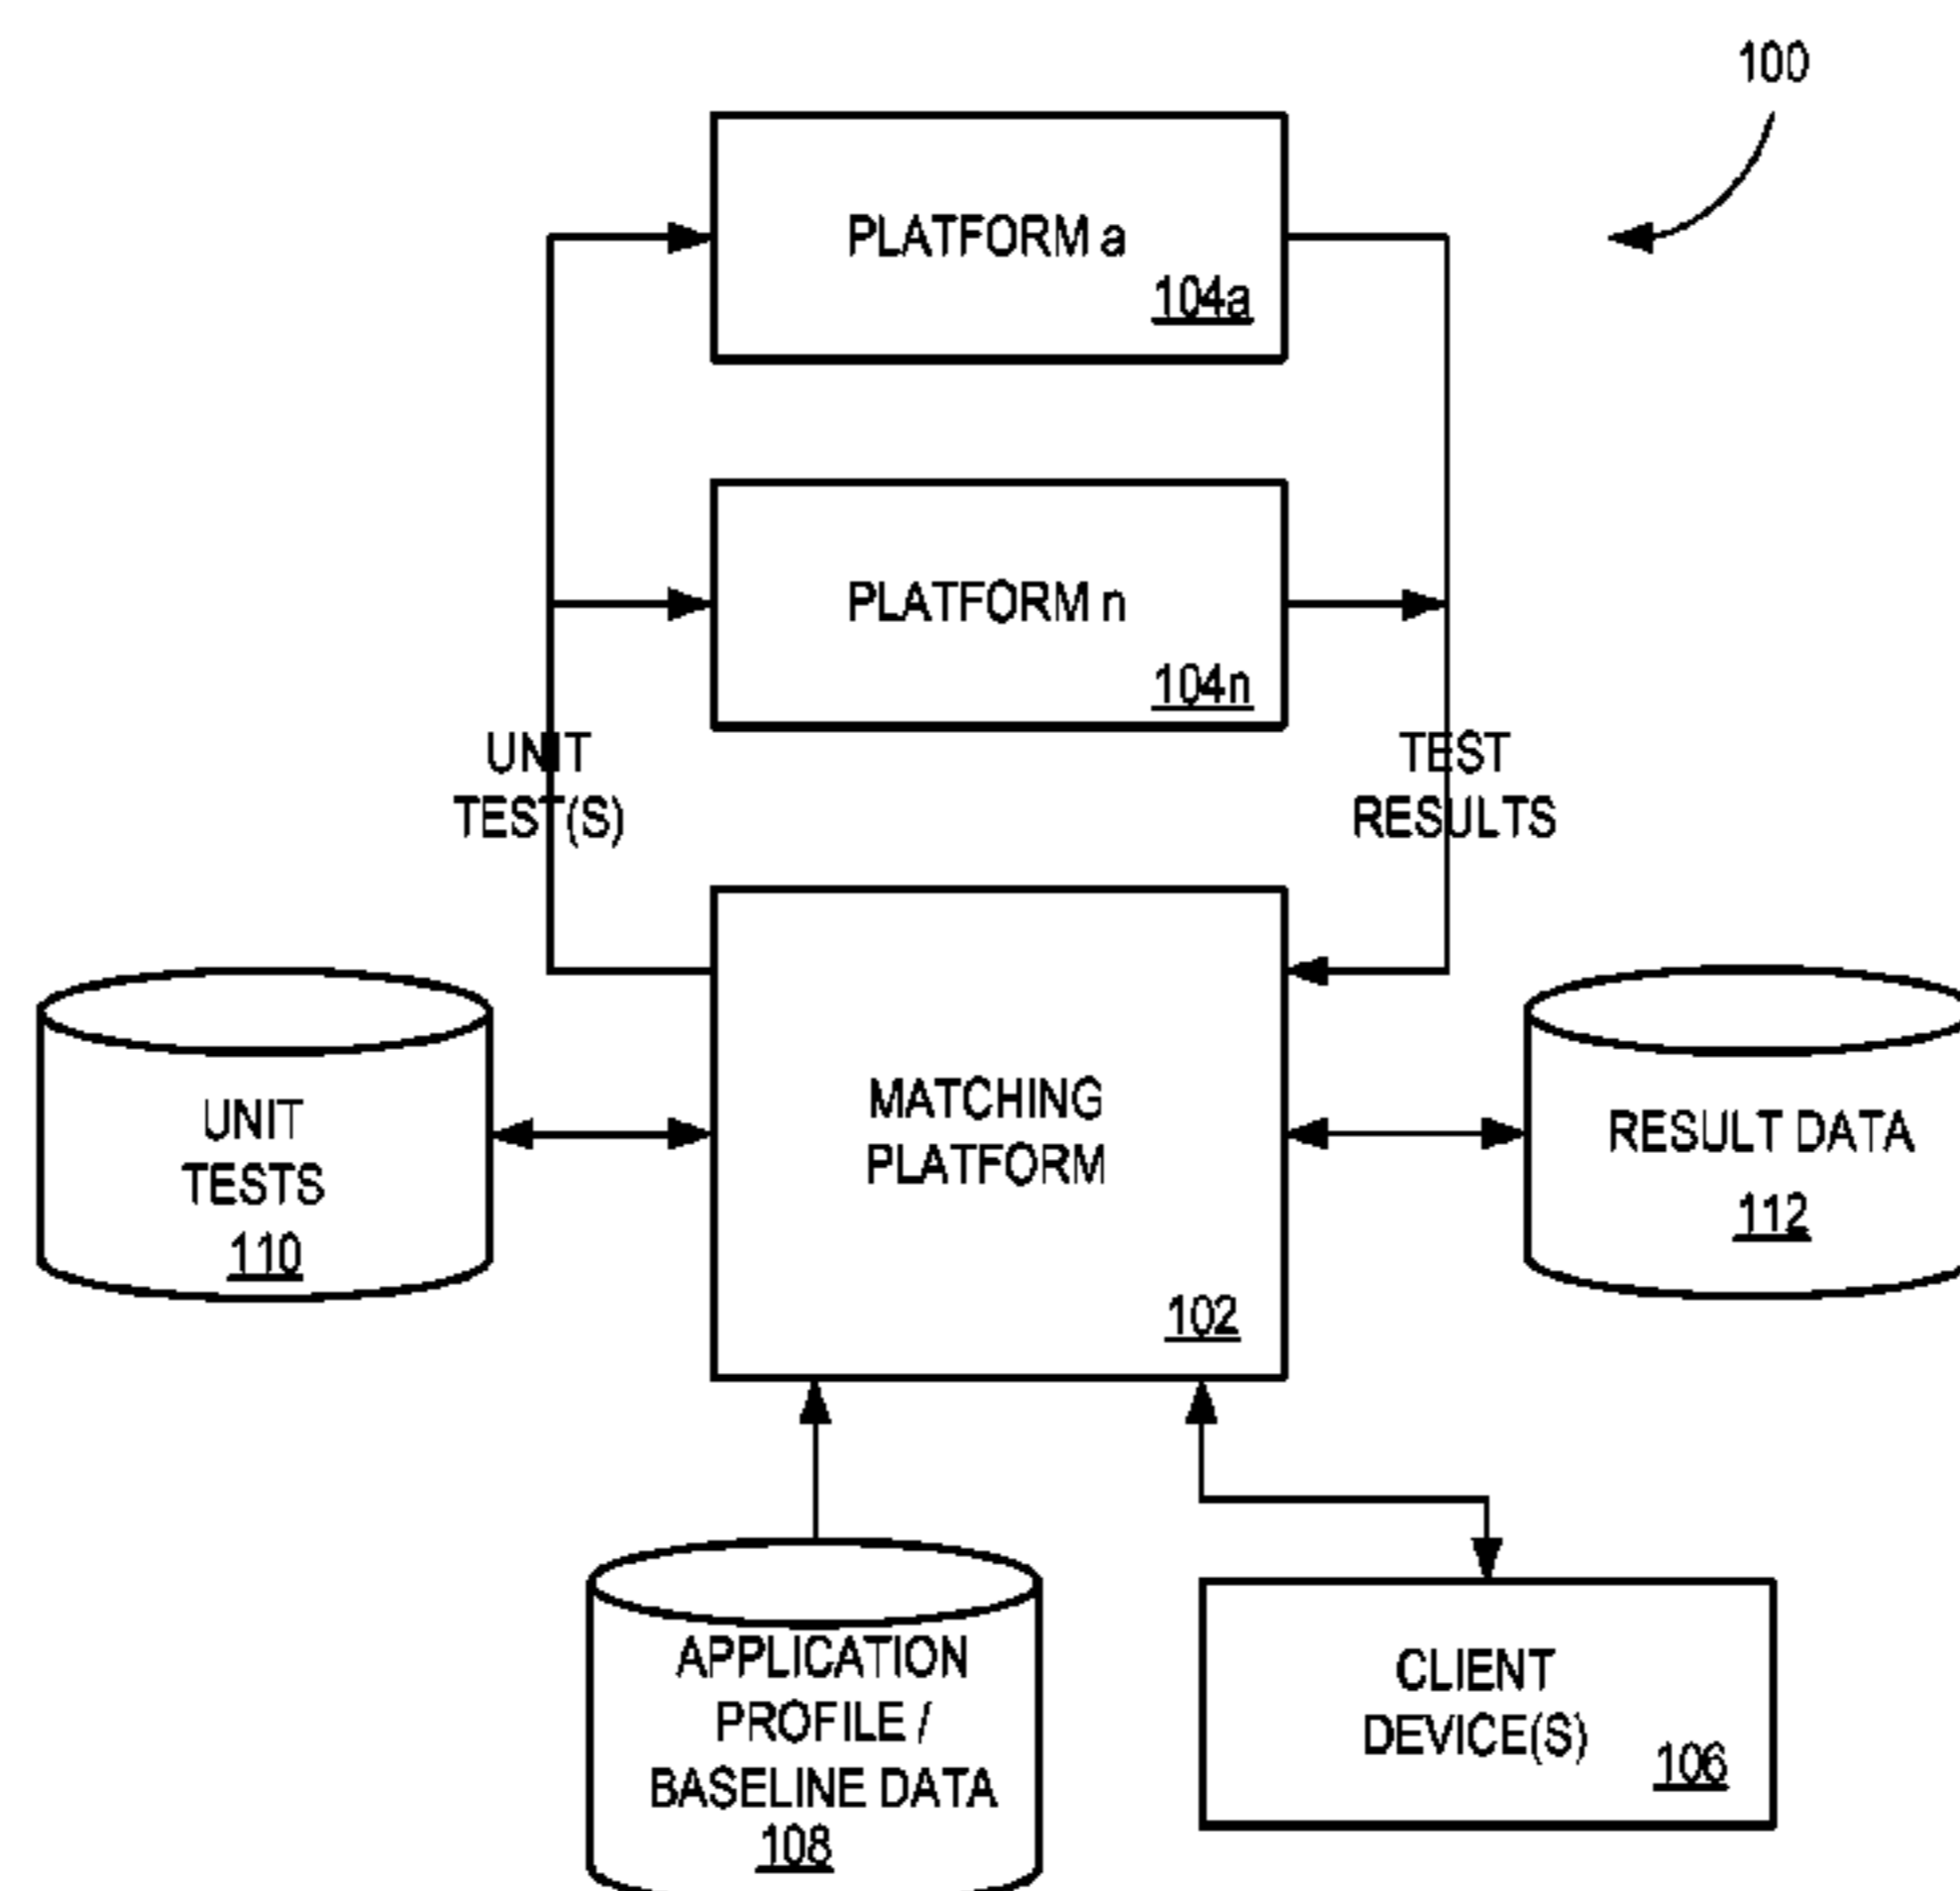 100
PLATFORM a
104a
PLATFORM n
104n
UNIT
TEST(S)
TEST
RESULTS
UNIT
TESTS
110
MATCHING
PLATFORM
102
RESULT DATA
112
APPLICATION
PROFILE /
BASELINE DATA
108
CLIENT
DEVICE(S)
106